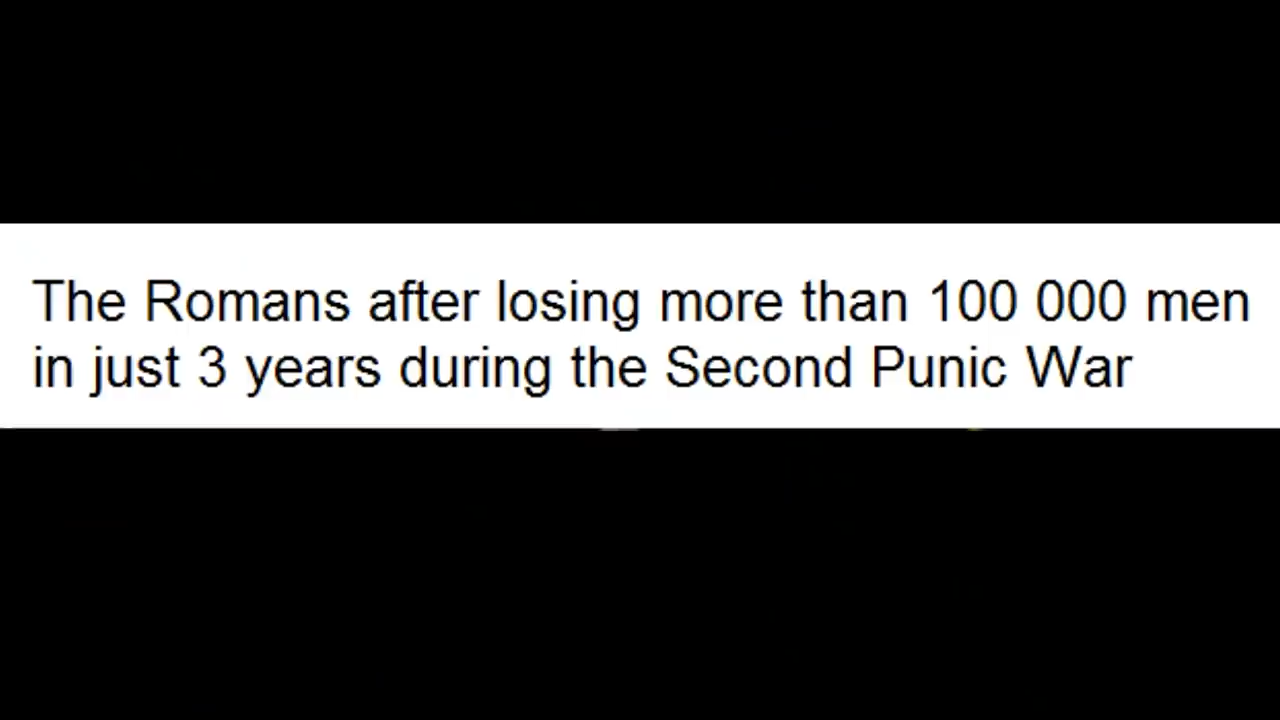 The Romans after losing more than 100 000 men
in just 3 years during the Second Punic War